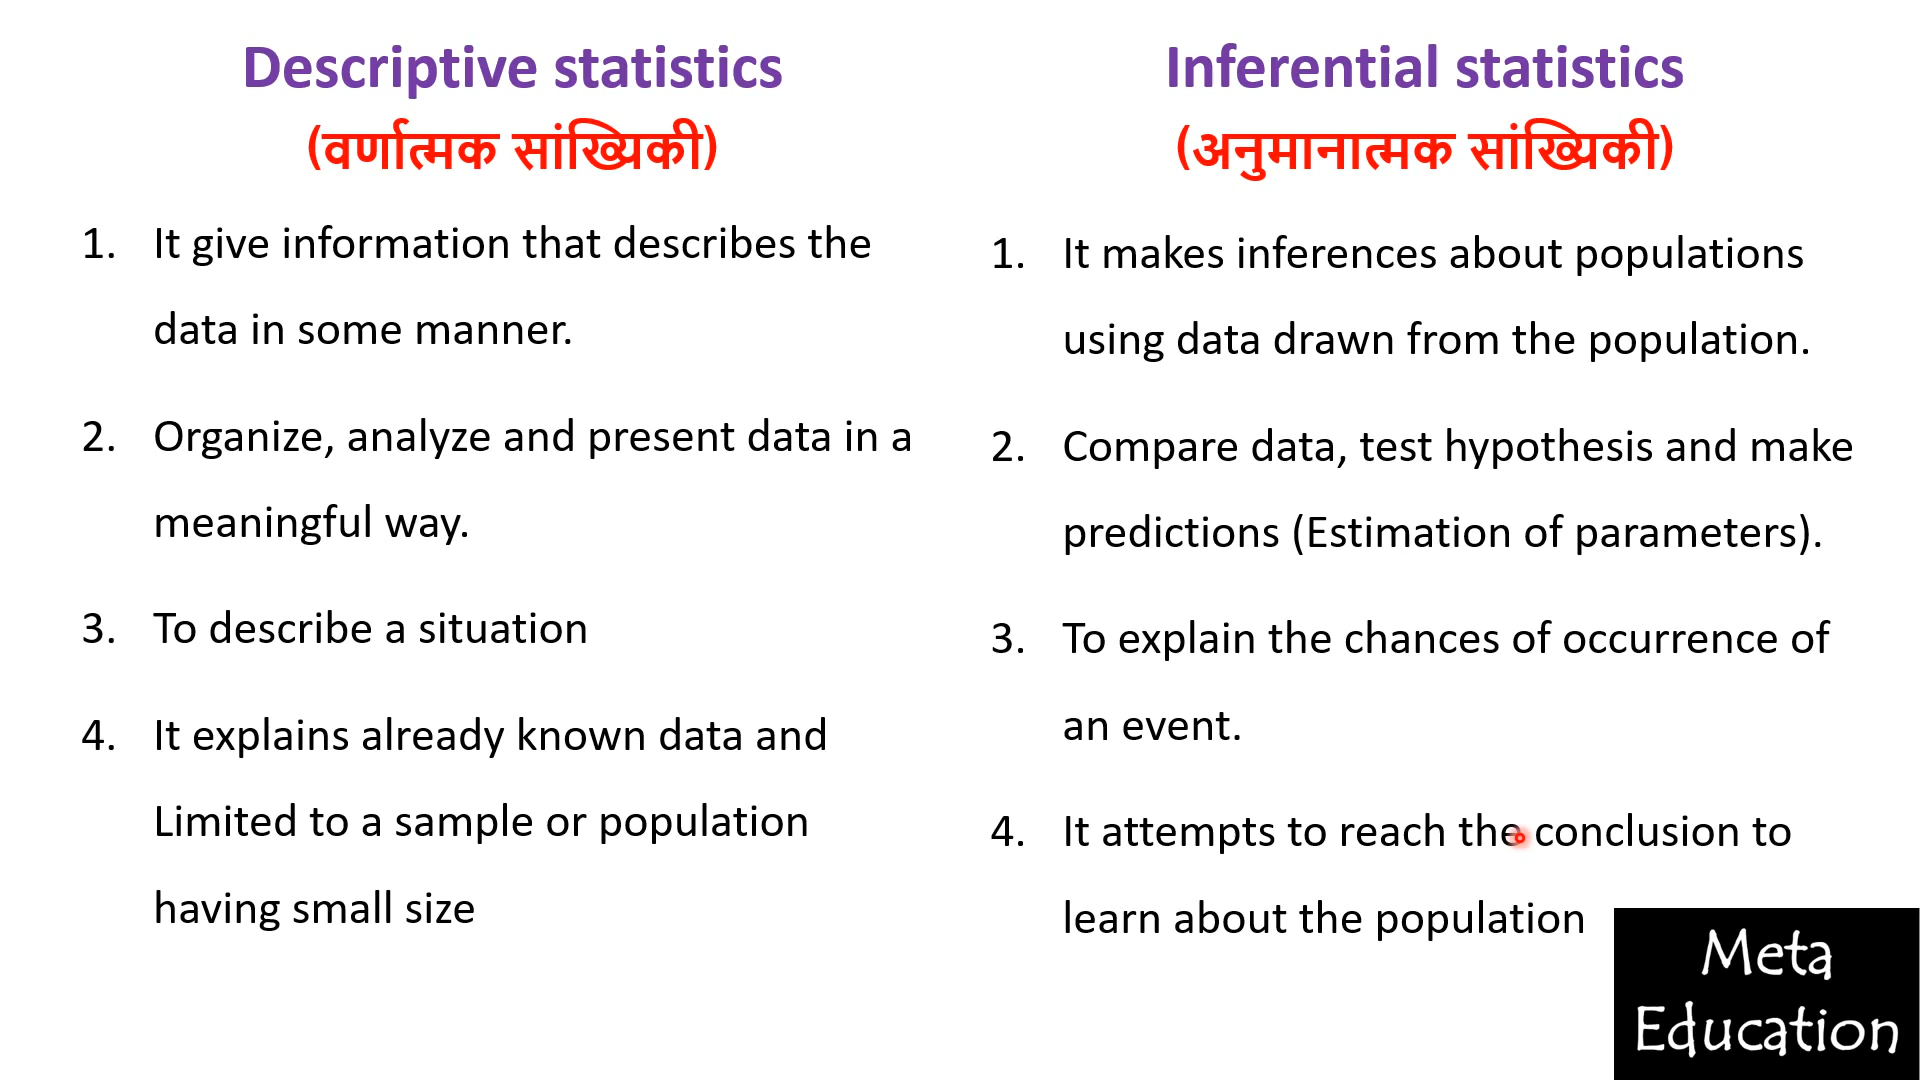 Descriptive statistics
(वर्णात्मक सांख्यिकी)
1. It give information that describes the
data in some manner.
2. Organize, analyze and present data in a
meaningful way.
3. To describe a situation
4. It explains already known data and
Limited to a sample or population
having small size
Inferential statistics
(अनुमानात्मक सांख्यिकी)
1. It makes inferences about populations
using data drawn from the population.
2. Compare data, test hypothesis and make
predictions (Estimation of parameters).
3. To explain the chances of occurrence of
an event.
4. It attempts to reach the conclusion to
learn about the population
Meta
Education